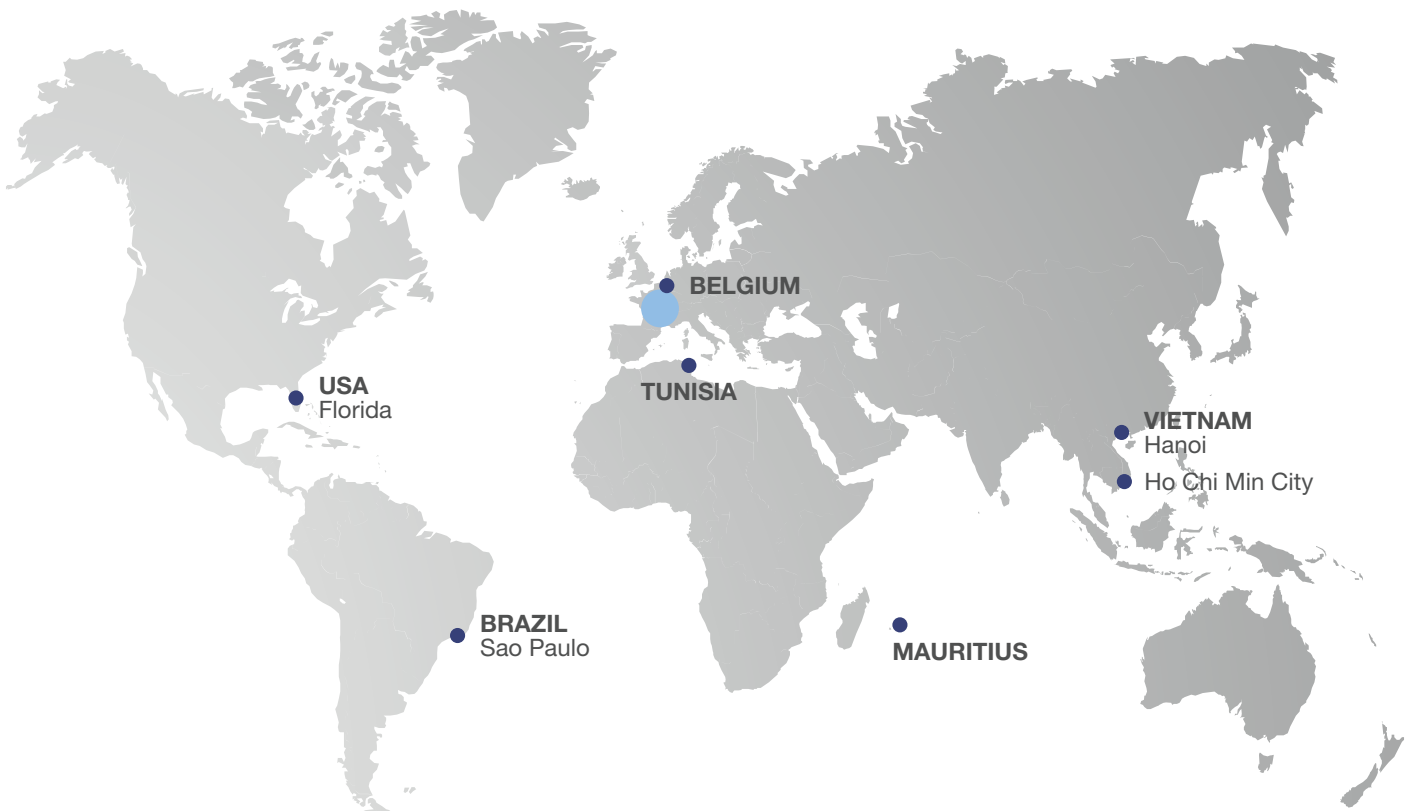 BELGIUM
USA
Florida
TUNISIA
VIETNAM
Hanoi
Ho Chi Min City
BRAZIL
Sao Paulo
MAURITIUS